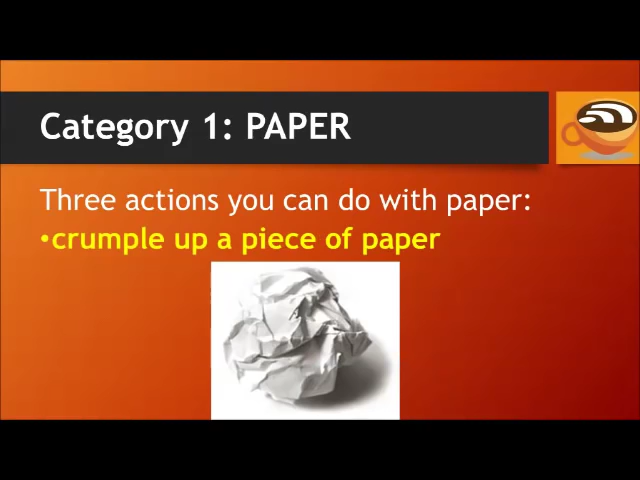 Category 1: PAPER
Three actions you can do with paper:
•crumple up a piece of paper